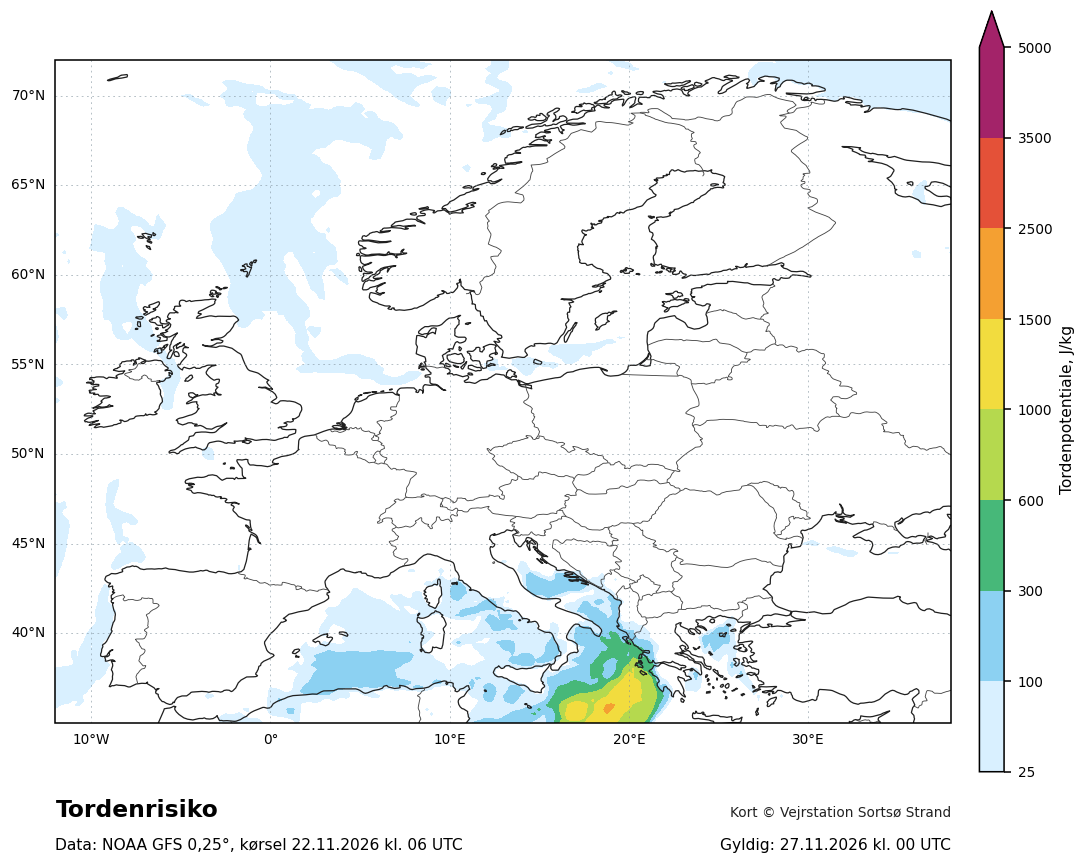 5000
3500
2500
1500
1000
600
300
100
25
Tordenpotentiale, J/kg
70°N
65°N
60°N
55°N
50°N
45°N
40°N
10°W
0°
10°E
20°E
30°E
Tordenrisiko
Kort © Vejrstation Sortsø Strand
Data: NOAA GFS 0,25°, kørsel 22.11.2026 kl. 06 UTC
Gyldig: 27.11.2026 kl. 00 UTC